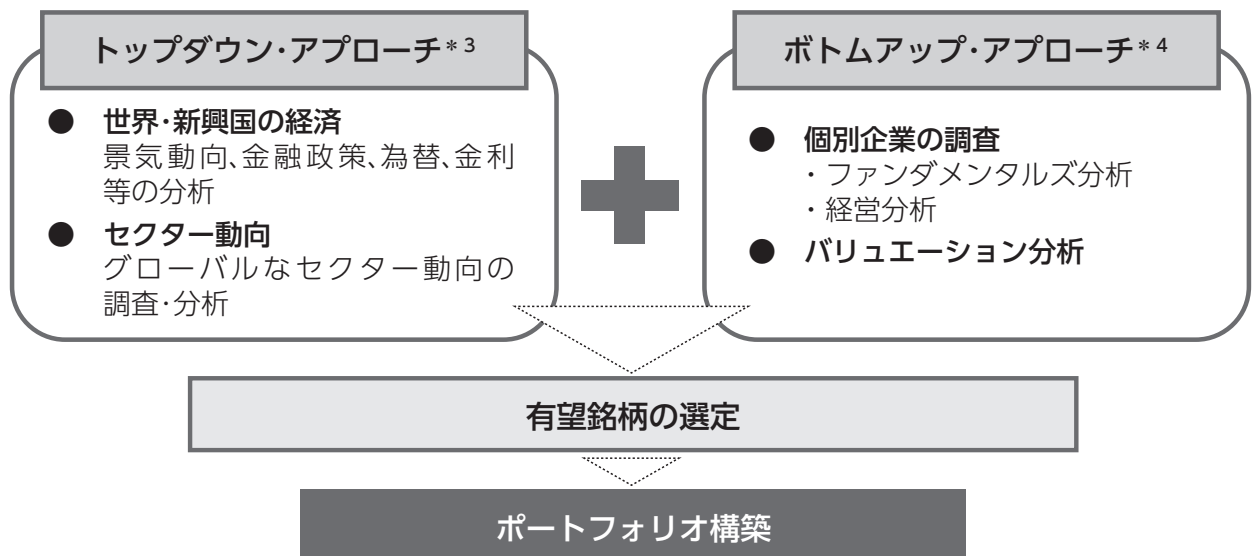 トップダウン・アプローチ*3
● 世界・新興国の経済
景気動向、金融政策、為替、金利
等の分析
● セクター動向
グローバルなセクター動向の
調査・分析
ボトムアップ・アプローチ*4
● 個別企業の調査
・ファンダメンタルズ分析
・経営分析
● バリュエーション分析
有望銘柄の選定
ポートフォリオ構築